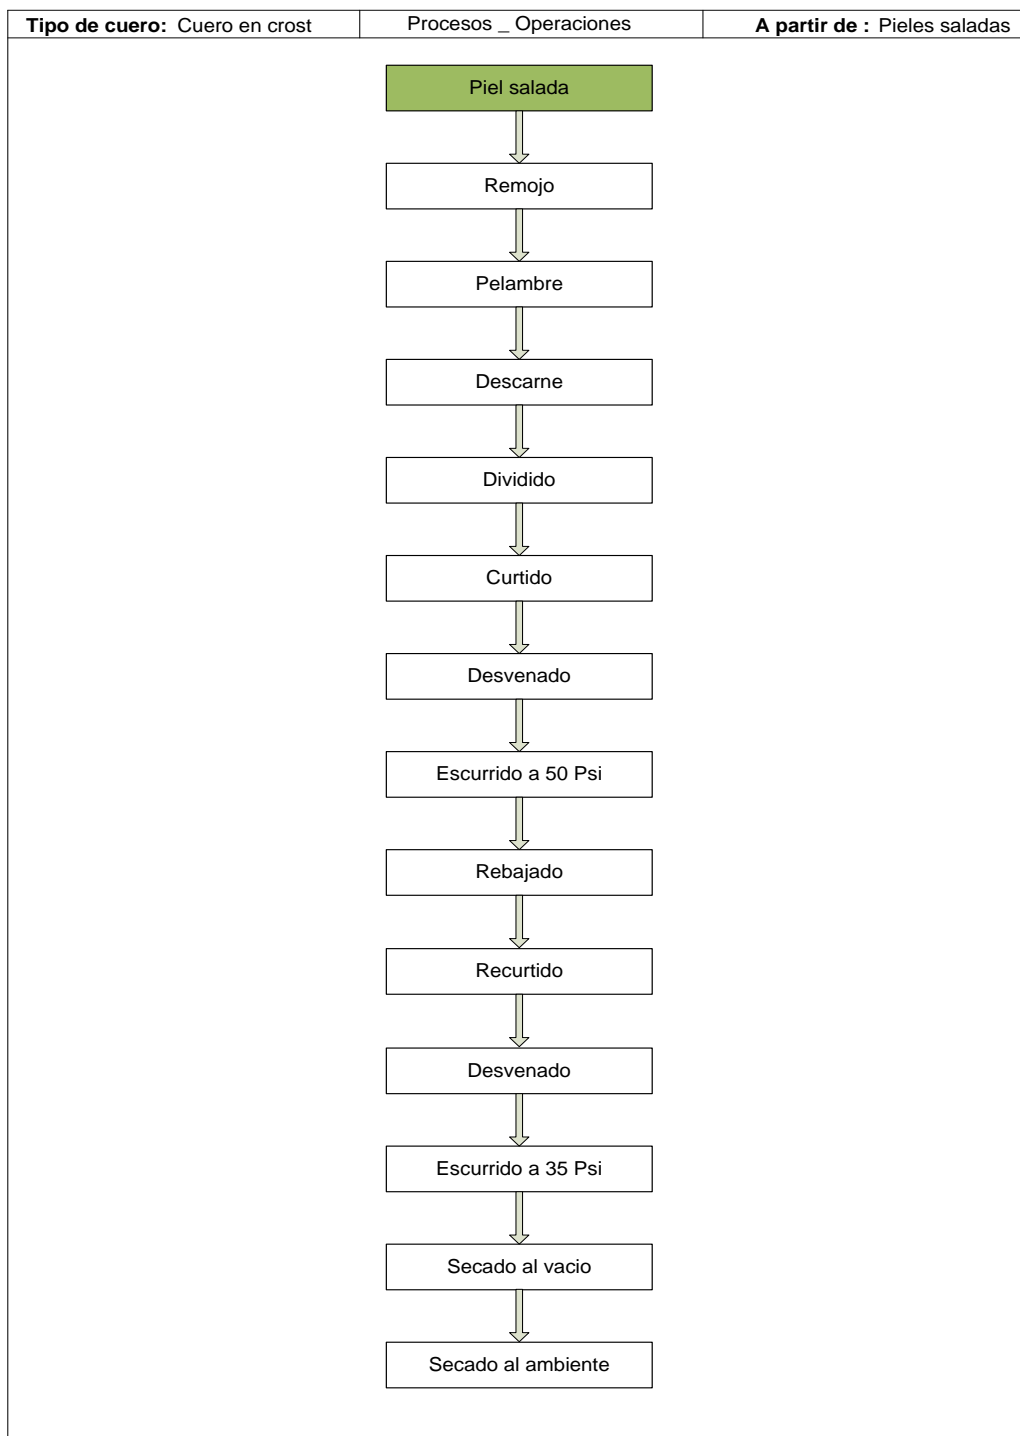 Tipo de cuero: Cuero en crost
Procesos _ Operaciones
A partir de : Pieles saladas
Piel salada
Remojo
Pelambre
Descarne
Dividido
Curtido
Desvenado
Escurrido a 50 Psi
Rebajado
Recurtido
Desvenado
Escurrido a 35 Psi
Secado al vacio
Secado al ambiente